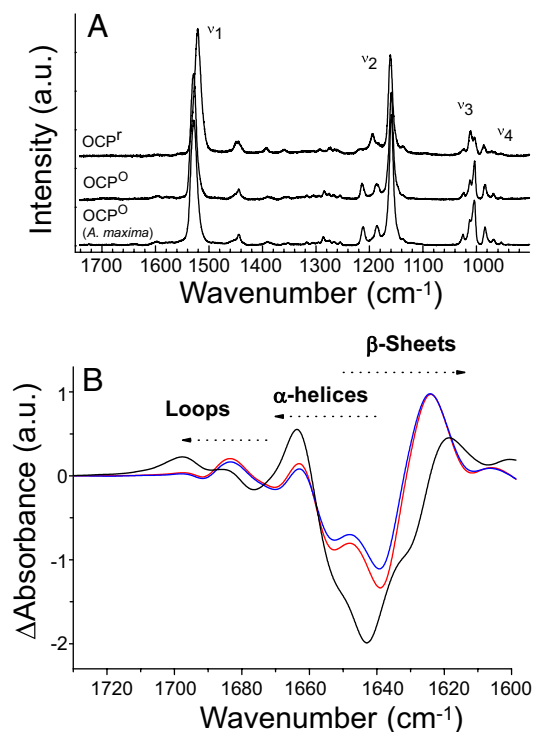 A
ν1
ν2
ν3
ν4
OCPr
OCPO
OCPO
(A. maxima)
Intensity (a.u.)
1700 1600 1500 1400 1300 1200 1100 1000
Wavenumber (cm-1)
B
β-Sheets
α-helices
Loops
1
0
-1
-2
ΔAbsorbance (a.u.)
1720 1700 1680 1660 1640 1620 1600
Wavenumber (cm-1)